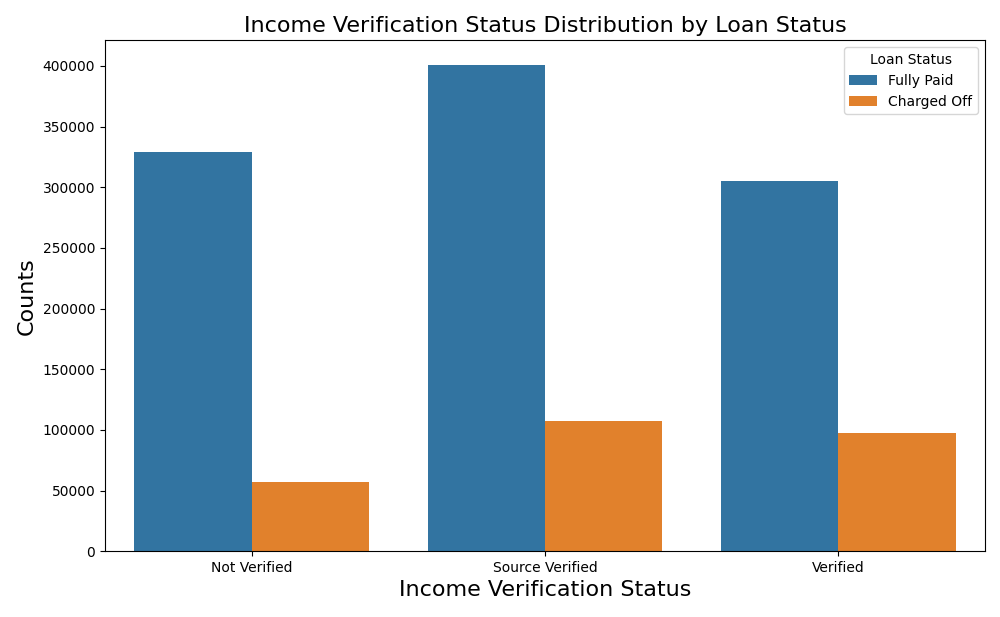 Income Verification Status Distribution by Loan Status
Loan Status
Fully Paid
Charged Off
Counts
400000
350000
300000
250000
200000
150000
100000
50000
0
Not Verified
Source Verified
Verified
Income Verification Status